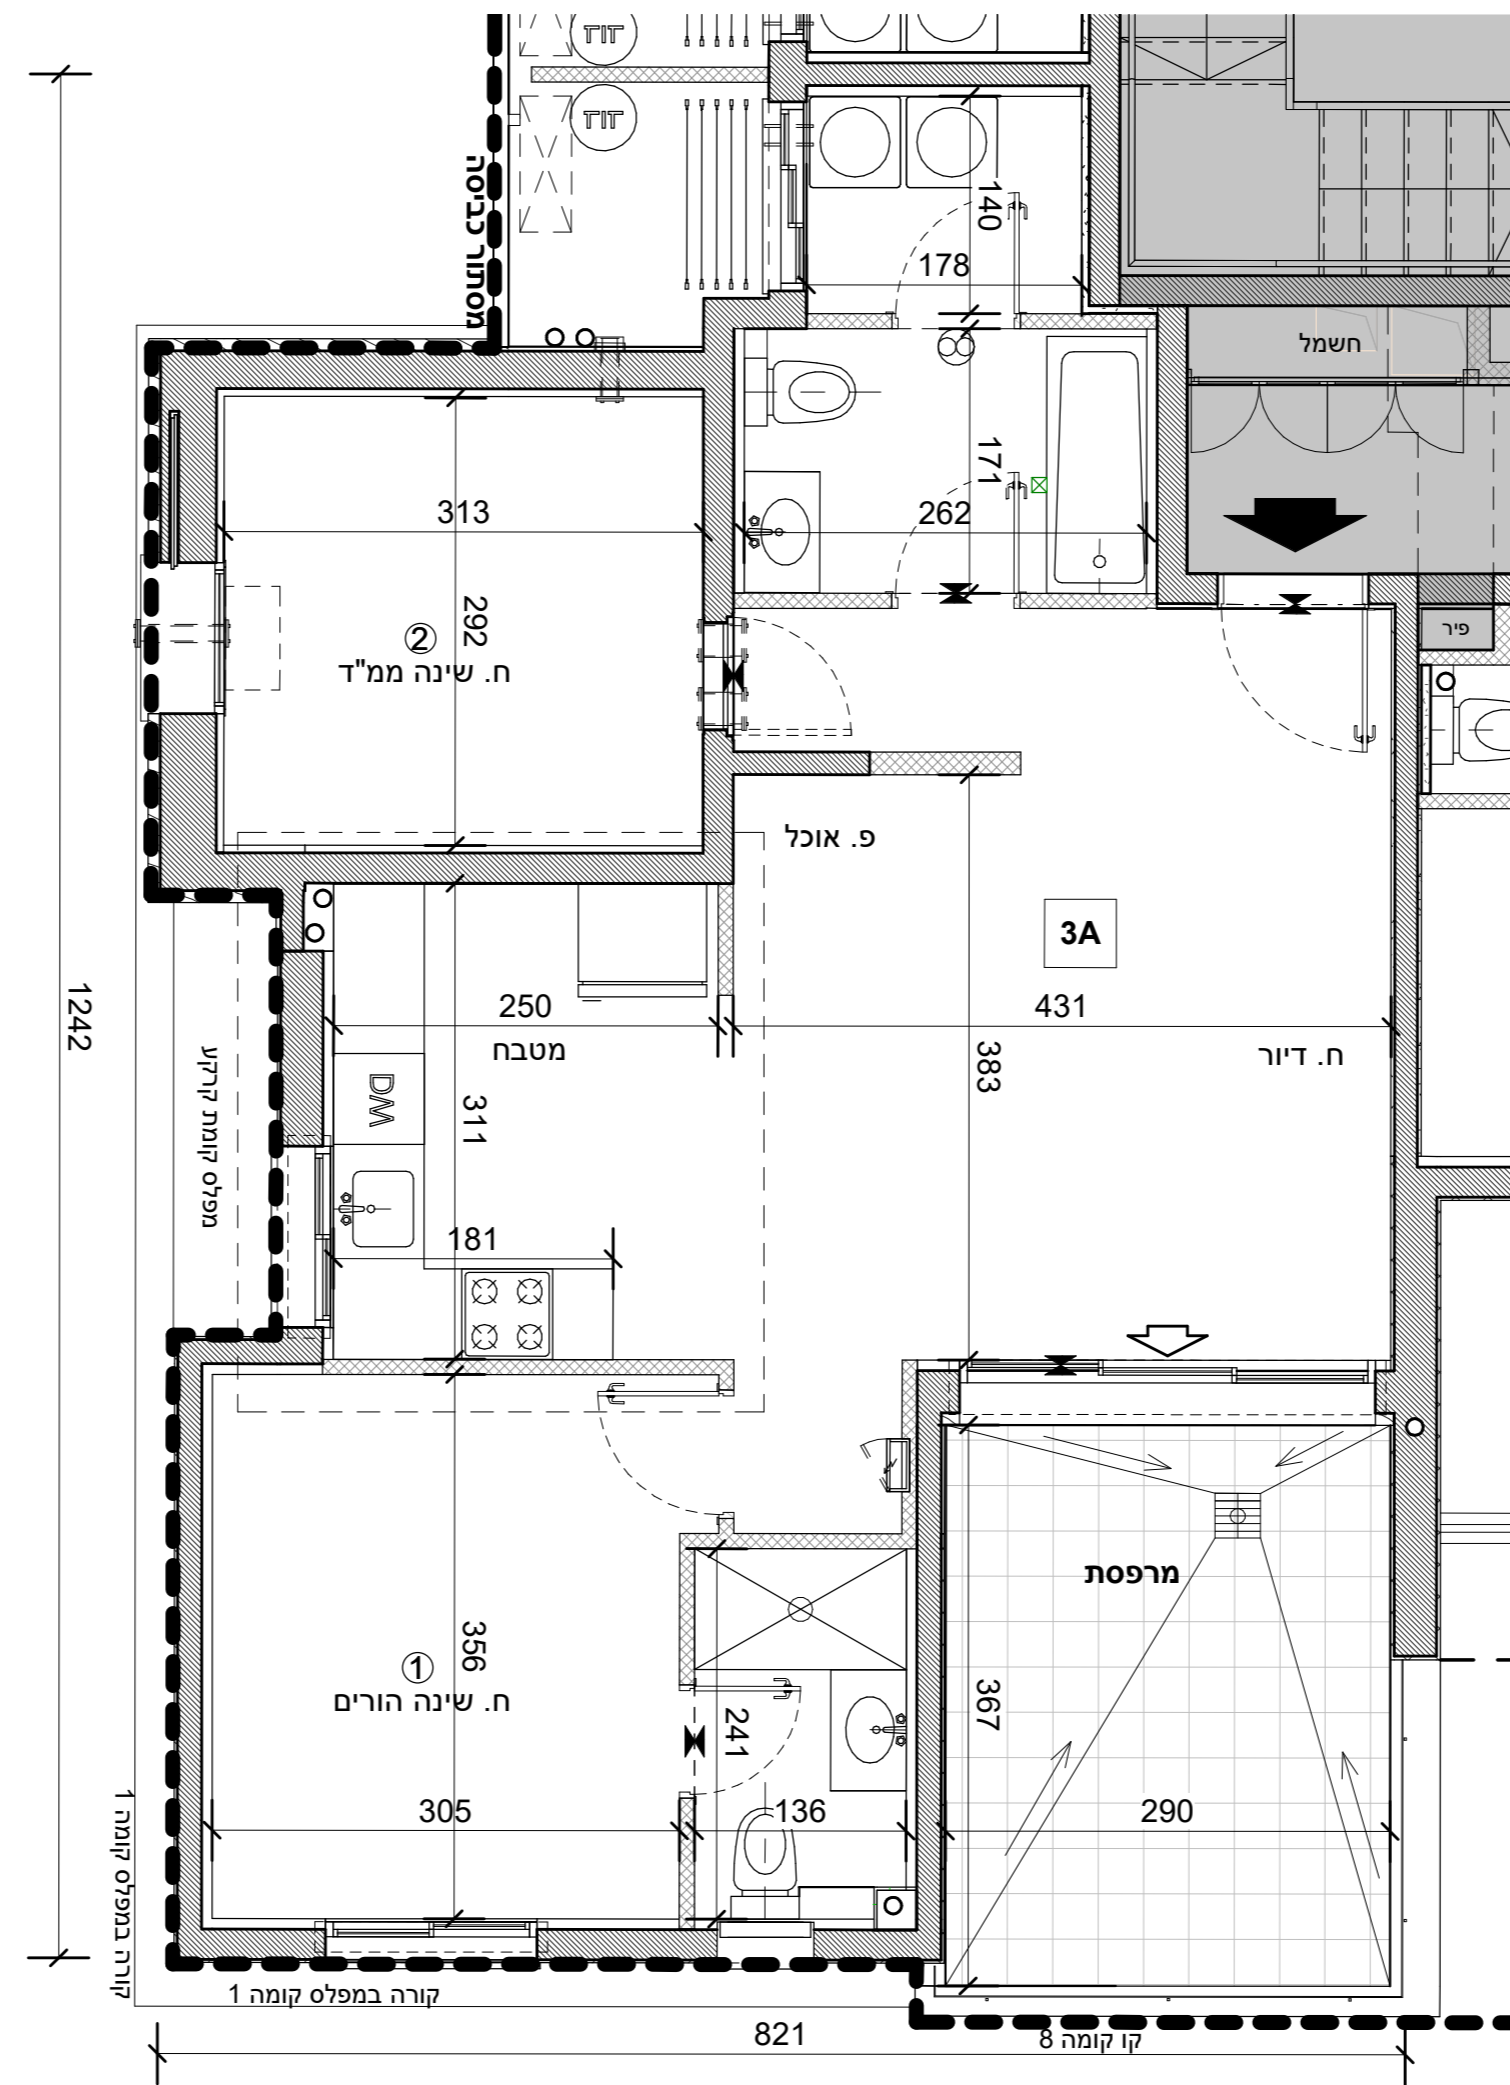 דוד
דוד
מסתור כביסה
140
178
חשמל
171
262
313
292
②
ח. שינה ממ"ד
פיר
פ. אוכל
3A
1242
250
431
מטבח
ח. דיור
383
מפלס קומת קרקע
DW
311
181
מרפסת
①
356
ח. שינה הורים
367
241
305
136
290
קורה במפלס קומה 1
קורה במפלס קומה 1
821
קו קומה 8